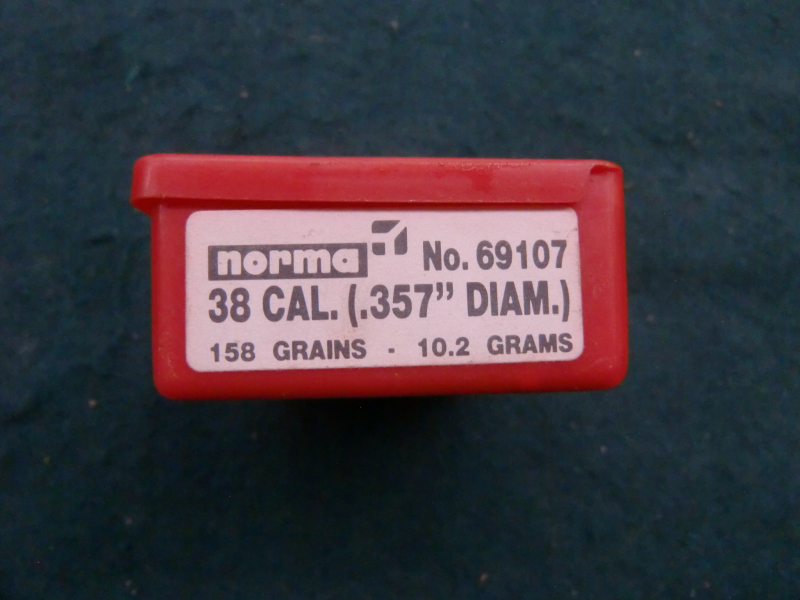 norma No. 69107
38 CAL. (.357” DIAM.)
158 GRAINS - 10.2 GRAMS